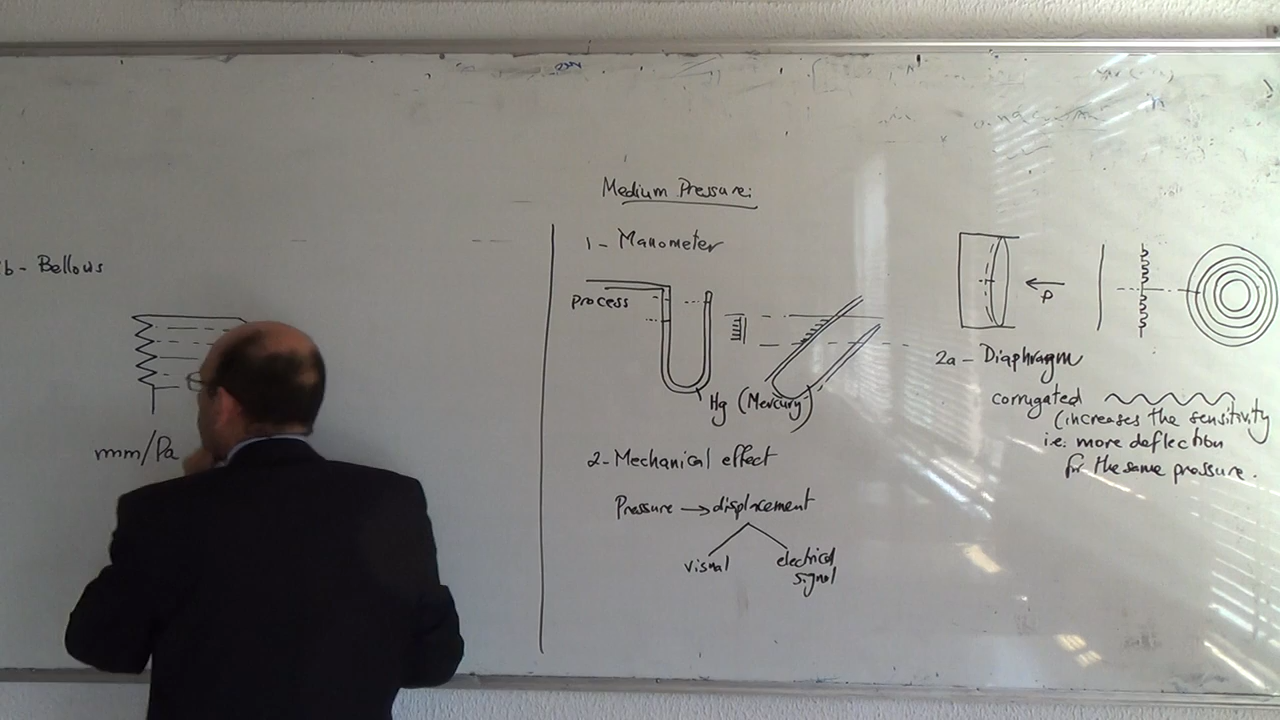 b- Bellows
mm/Pa
Medium Pressure:
1- Manometer
process
Hg (Mercury)
2- Mechanical effect
Pressure → displacement
visual
electrical
signal
P
2a- Diaphragm
corrugated
(increases the sensitivity
i.e. more deflection
for the same pressure.